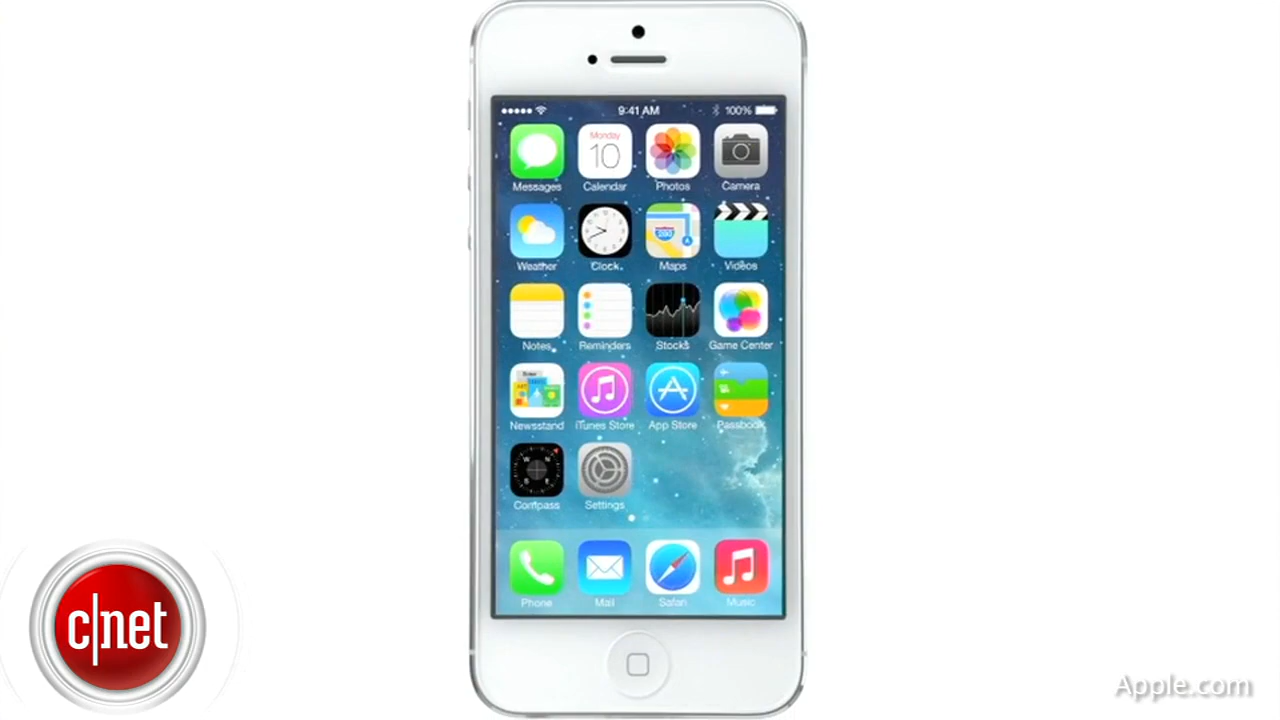 9:41 AM 100%
Monday
10
Messages Calendar Photos Camera
Weather Clock Maps Videos
Notes Reminders Stocks Game Center
Newsstand iTunes Store App Store Passbook
W N
S E
Compass Settings
Phone Mail Safari Music
c|net
Apple.com